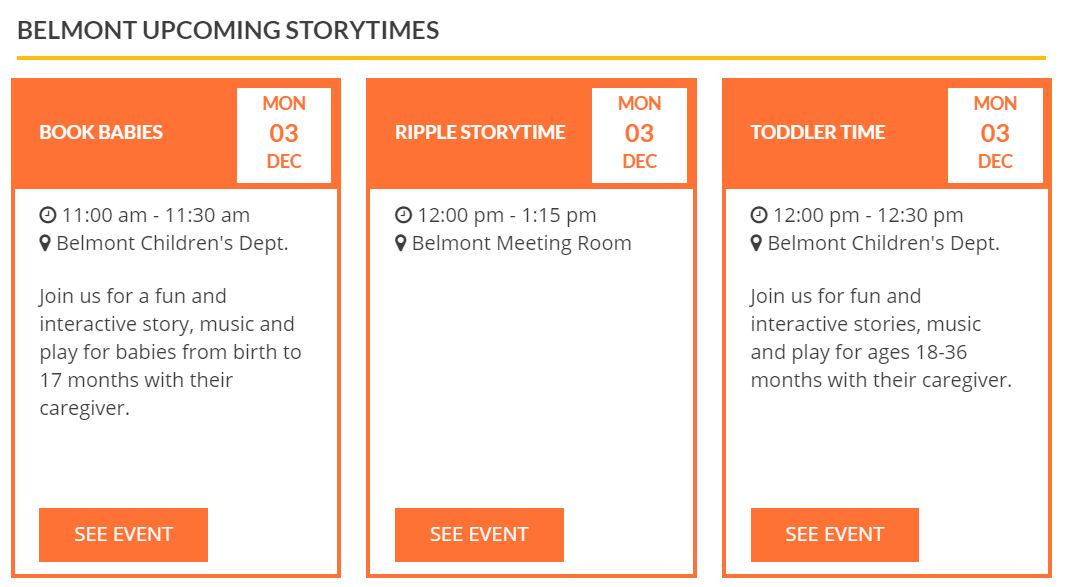 BELMONT UPCOMING STORYTIMES
BOOK BABIES
MON
03
DEC
11:00 am - 11:30 am
Belmont Children's Dept.
Join us for a fun and
interactive story, music and
play for babies from birth to
17 months with their
caregiver.
SEE EVENT
RIPPLE STORYTIME
MON
03
DEC
12:00 pm - 1:15 pm
Belmont Meeting Room
SEE EVENT
TODDLER TIME
MON
03
DEC
12:00 pm - 12:30 pm
Belmont Children's Dept.
Join us for fun and
interactive stories, music
and play for ages 18-36
months with their caregiver.
SEE EVENT